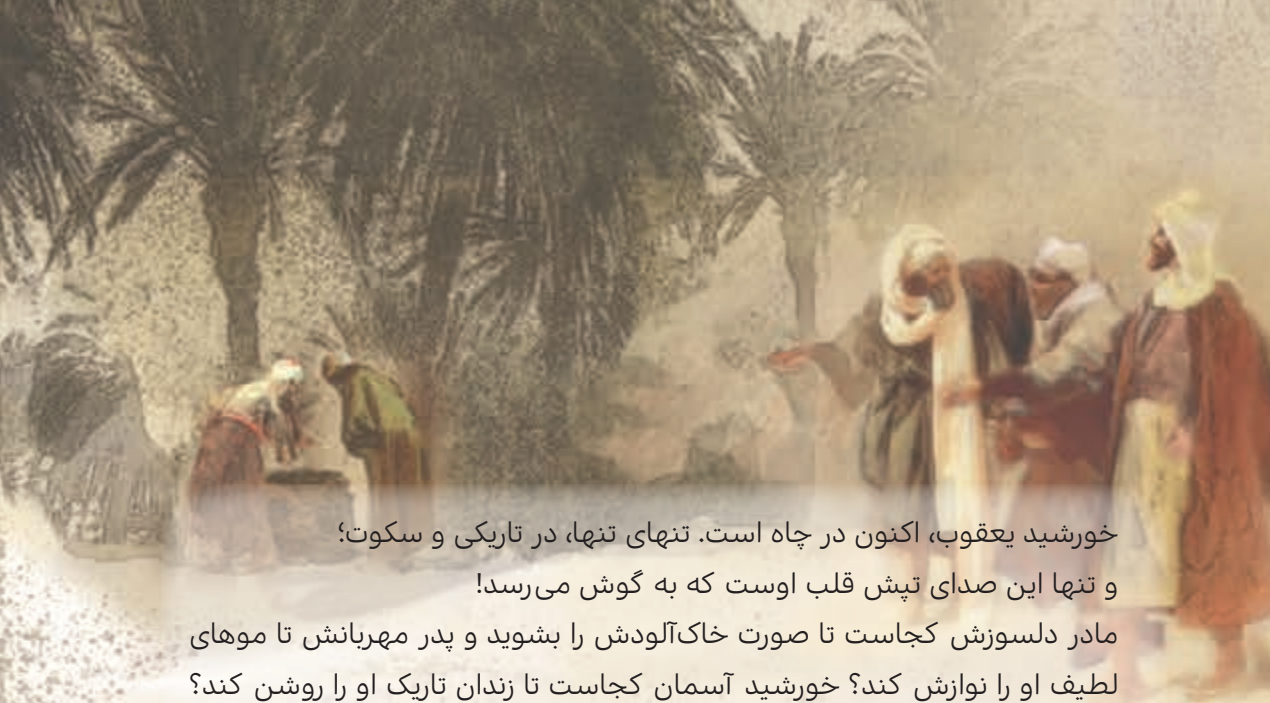 خورشید یعقوب، اکنون در چاه است. تنهای تنها، در تاریکی و سکوت؛
و تنها این صدای تپش قلب اوست که به گوش می‌رسد!
مادر دلسوزش کجاست تا صورت خاک‌آلودش را بشوید و پدر مهربانش تا موهای
لطیف او را نوازش کند؟ خورشید آسمان کجاست تا زندان تاریک او را روشن کند؟